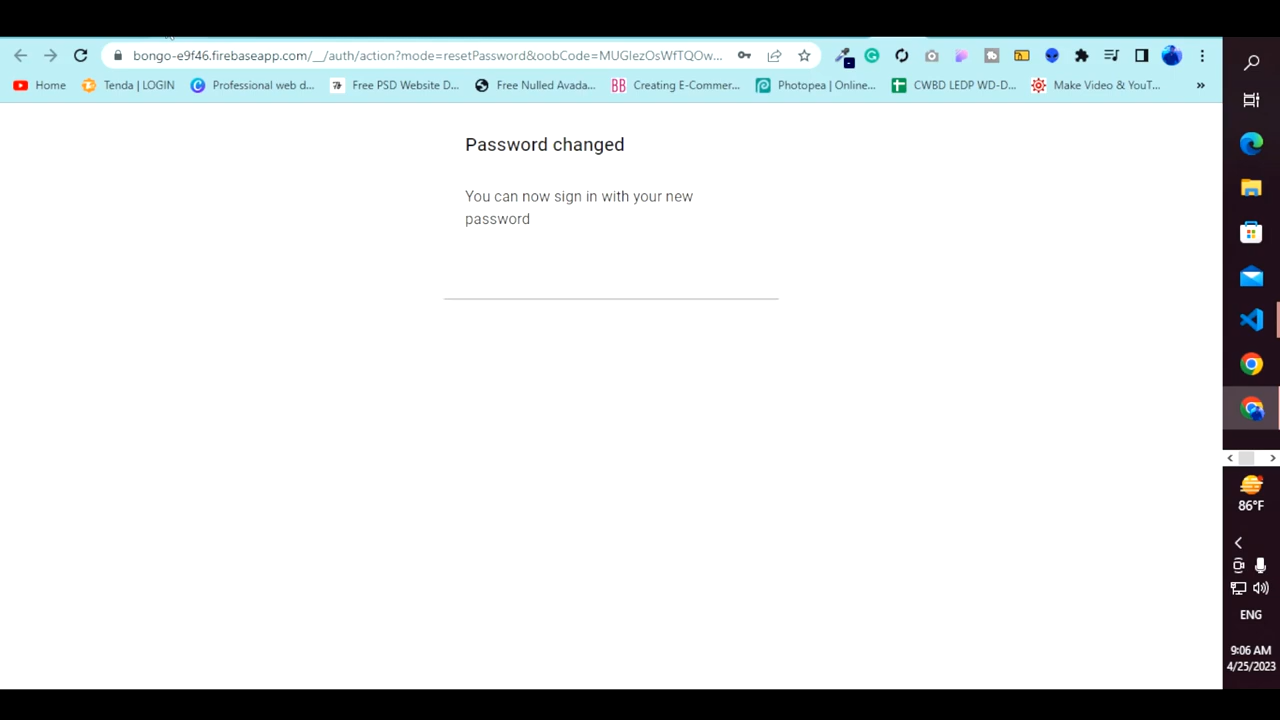 bongo-e9f46.firebaseapp.com/__/auth/action?mode=resetPassword&oobCode=MUGIezOsWfTQOw...
Home
Tenda | LOGIN
Professional web d...
Free PSD Website D...
Free Nulled Avada...
BB
Creating E-Commer...
Photopea | Online...
CWBD LEDP WD-D...
Make Video & YouT...
»
Password changed
You can now sign in with your new
password
86°F
ENG
9:06 AM
4/25/2023